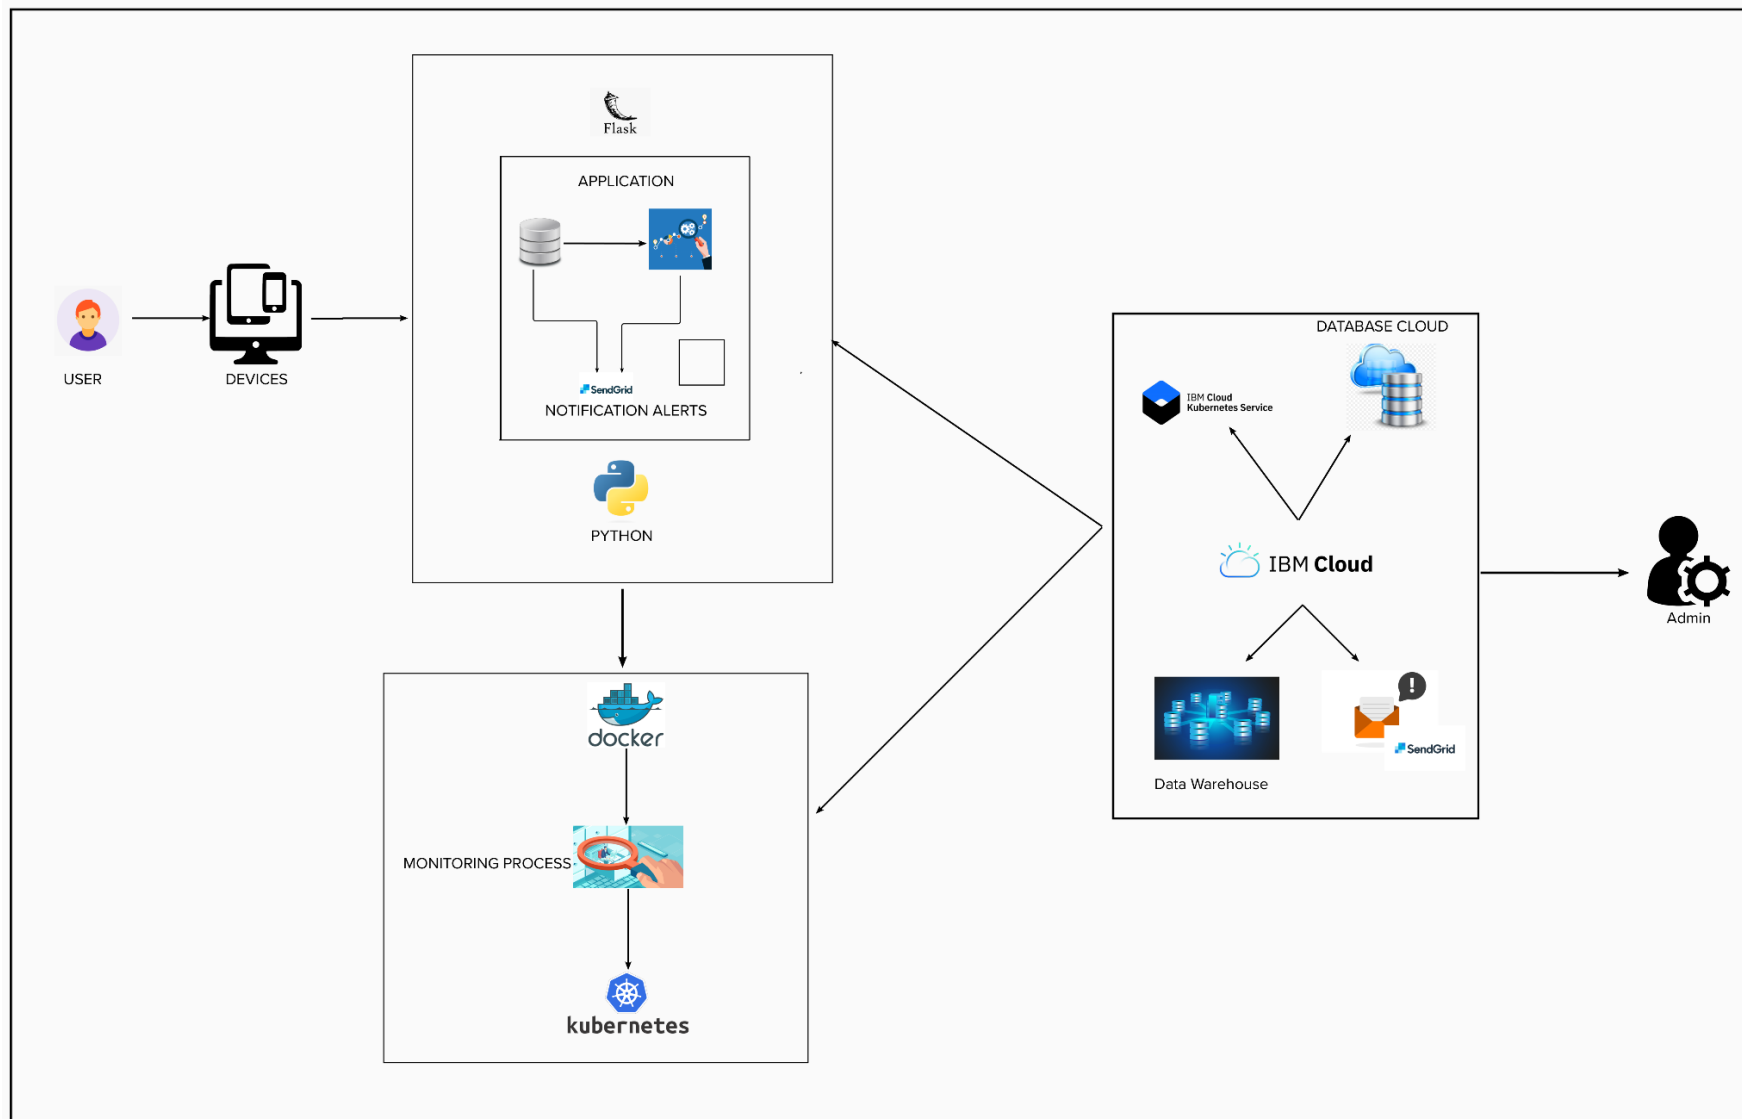 Flask
APPLICATION
SendGrid
NOTIFICATION ALERTS
PYTHON
USER
DEVICES
docker
MONITORING PROCESS
kubernetes
DATABASE CLOUD
IBM Cloud
Kubernetes Service
IBM Cloud
Data Warehouse
!
SendGrid
Admin